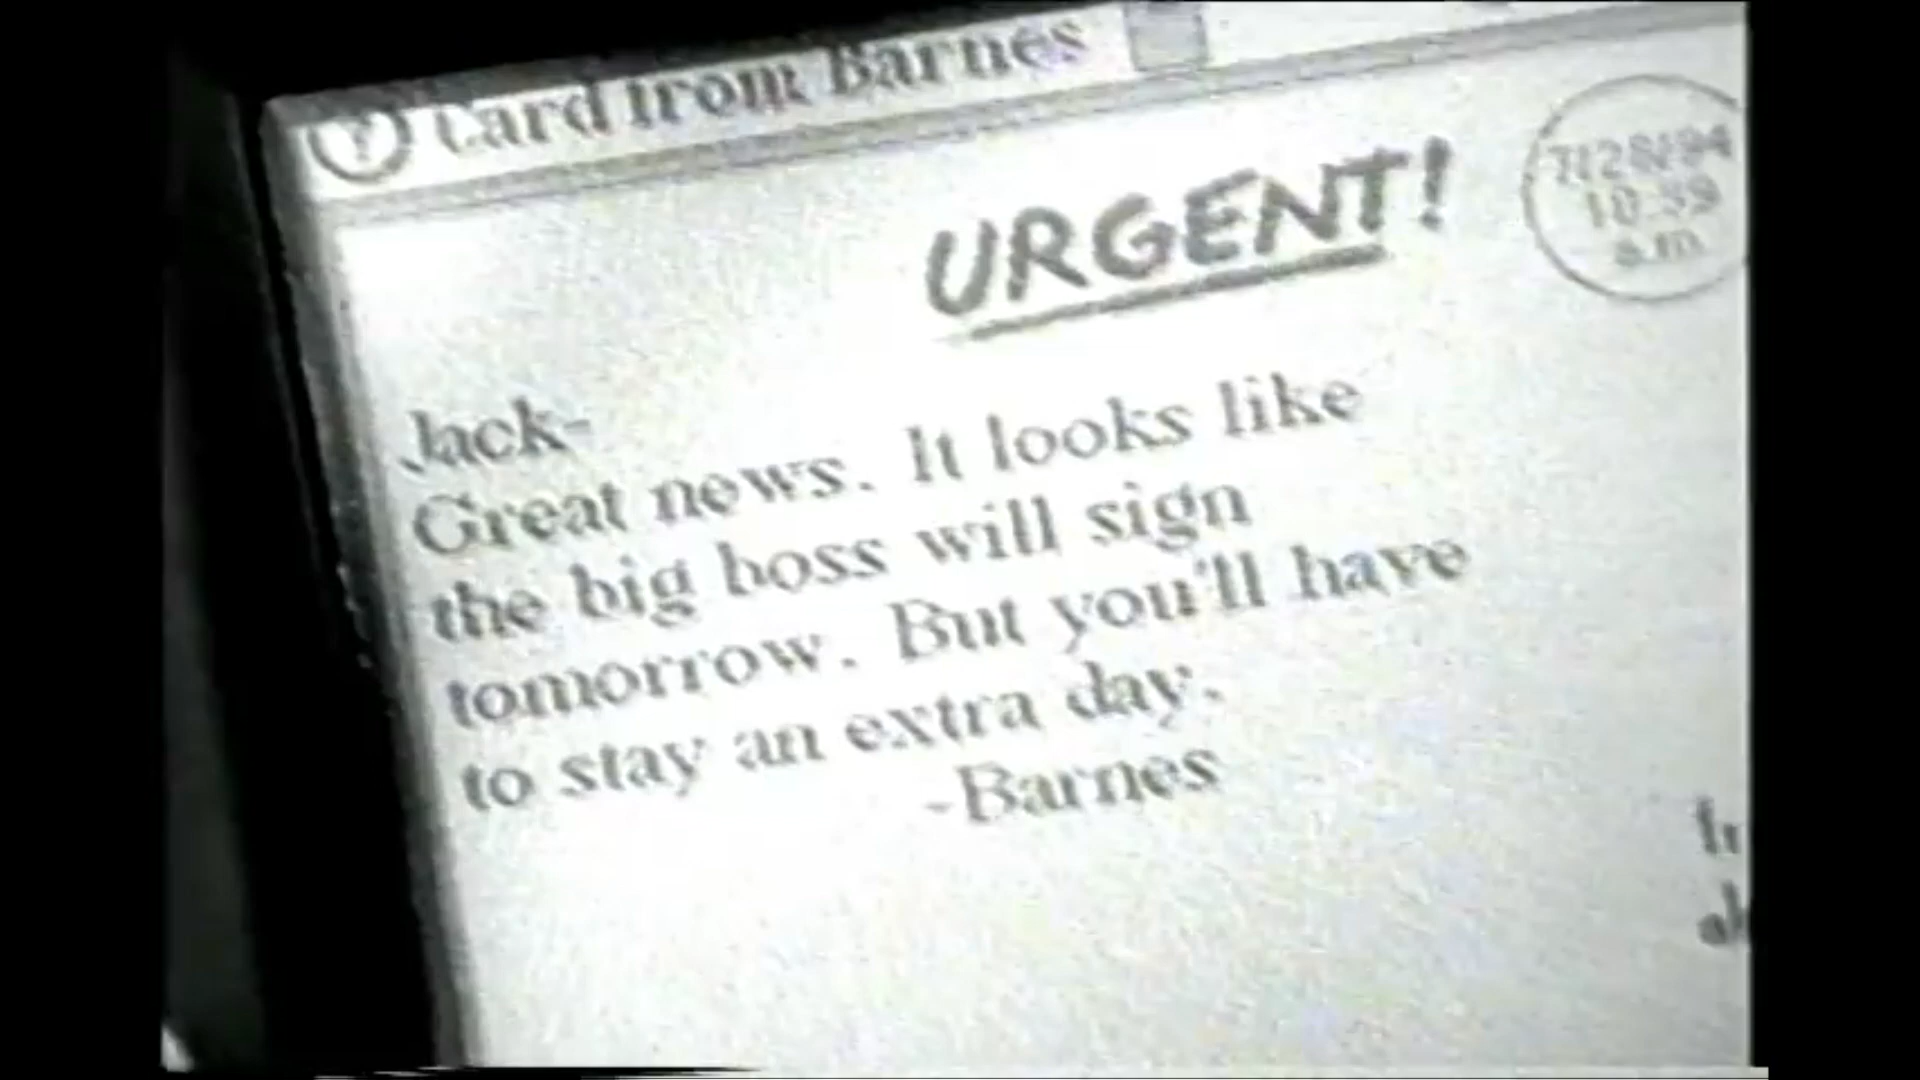 Card from Barnes
URGENT!
7/28/94
10:39
a.m.
Jack-
Great news. It looks like
the big boss will sign
tomorrow. But you'll have
to stay an extra day.
-Barnes